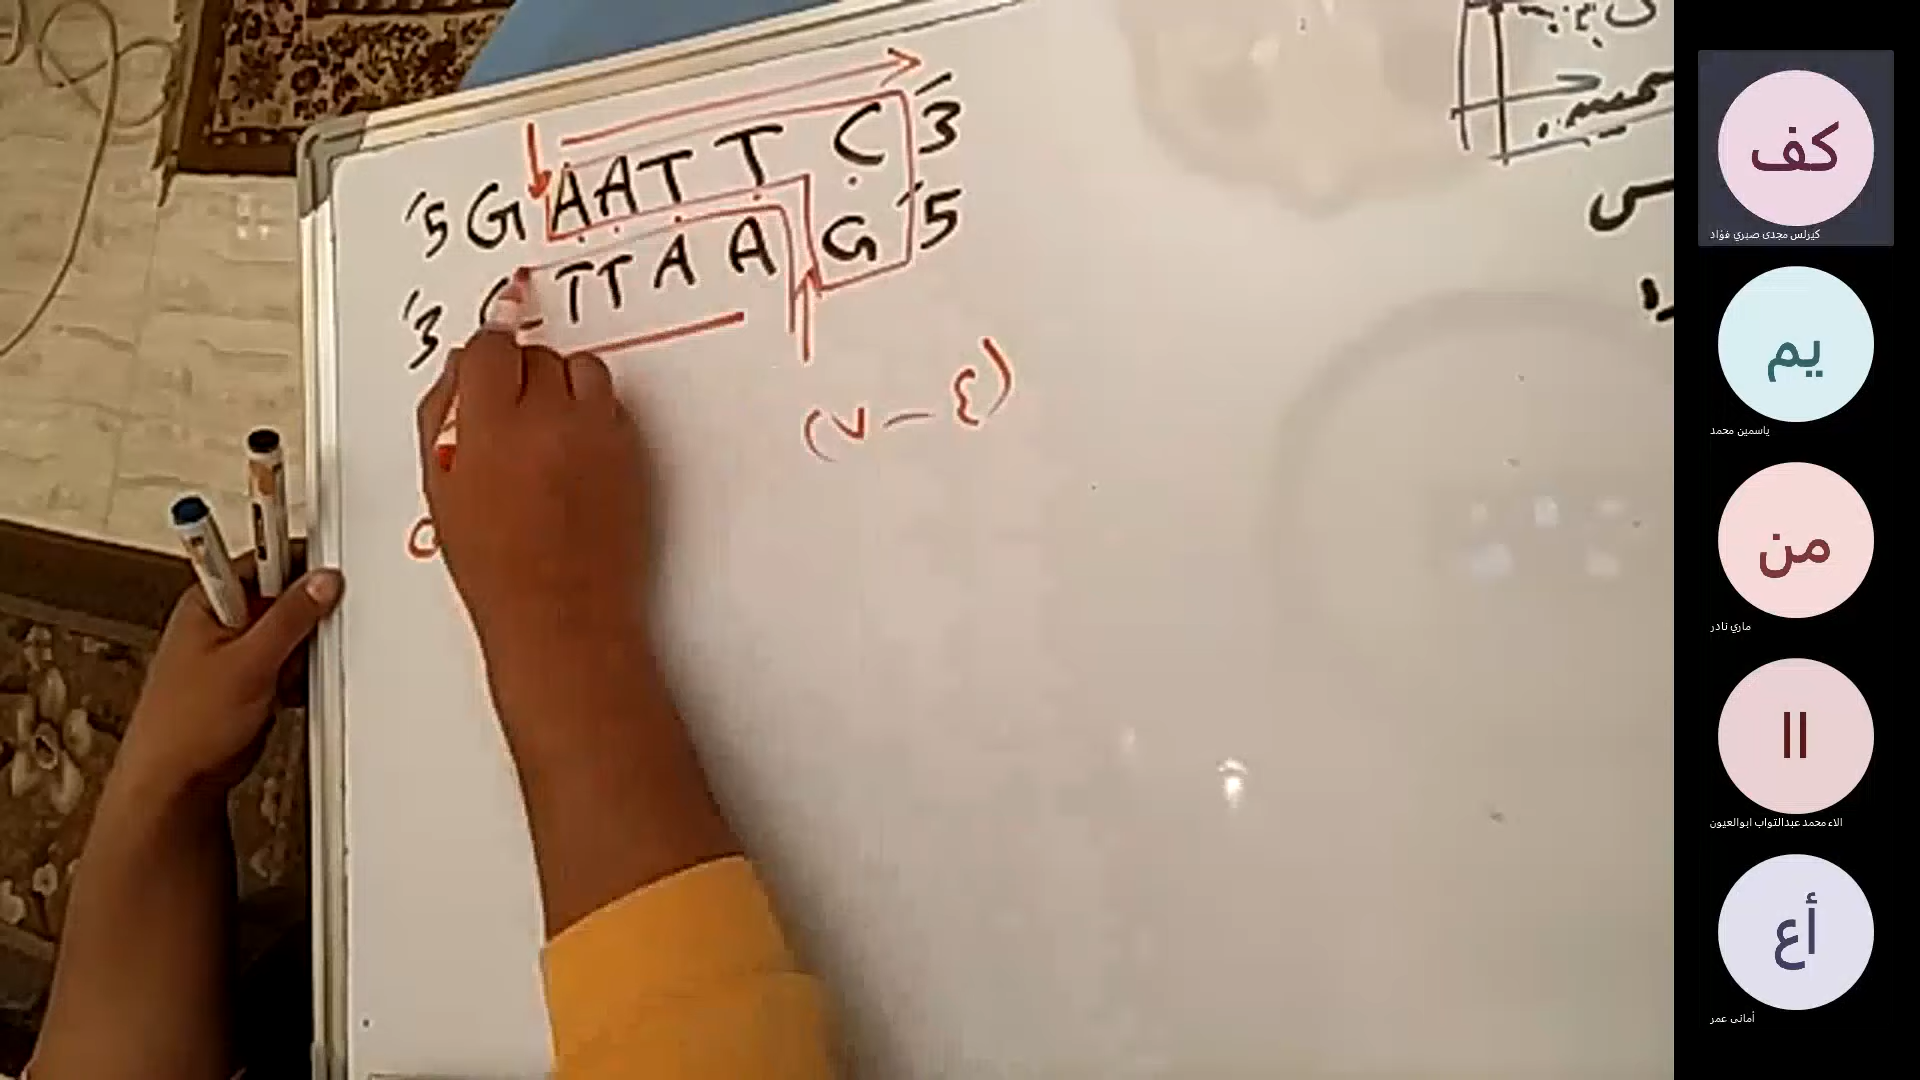 5' G A A T T C 3'
3' C T T A A G 5'
(٧ - ٤)
كف
كيرلس مجدى صبري فؤاد
يم
ياسمين محمد
من
ماري نادر
اا
الاء محمد عبدالتواب ابوالعيون
أع
أمانى عمر